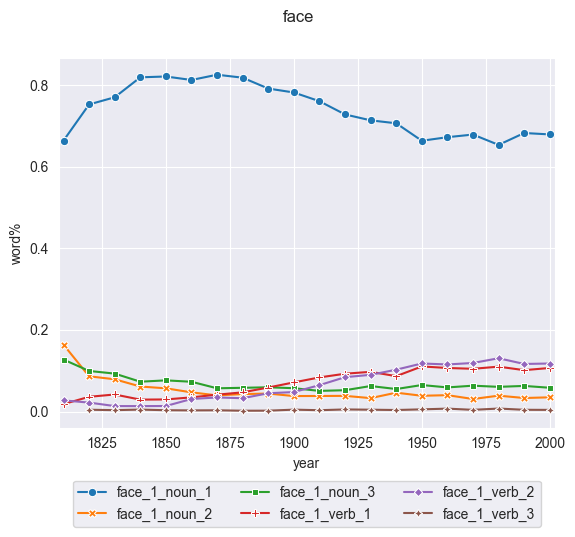 face
0.8
0.6
0.4
0.2
0.0
word%
1825 1850 1875 1900 1925 1950 1975 2000
year
face_1_noun_1 face_1_noun_3 face_1_verb_2
face_1_noun_2 face_1_verb_1 face_1_verb_3